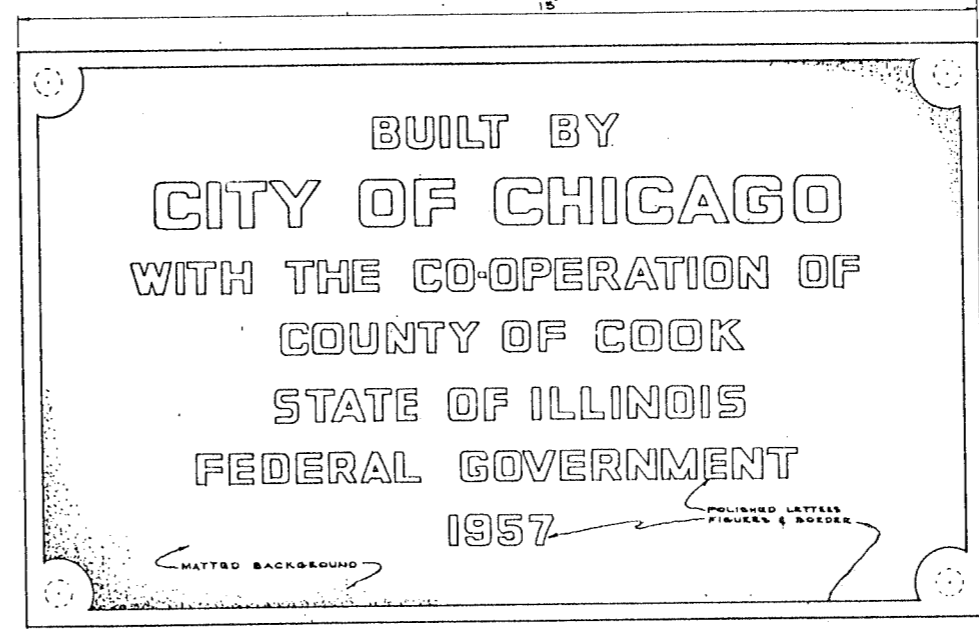 15"
BUILT BY
CITY OF CHICAGO
WITH THE CO-OPERATION OF
COUNTY OF COOK
STATE OF ILLINOIS
FEDERAL GOVERNMENT
1957
POLISHED LETTERS
FIGURES & BORDER
MATTED BACKGROUND